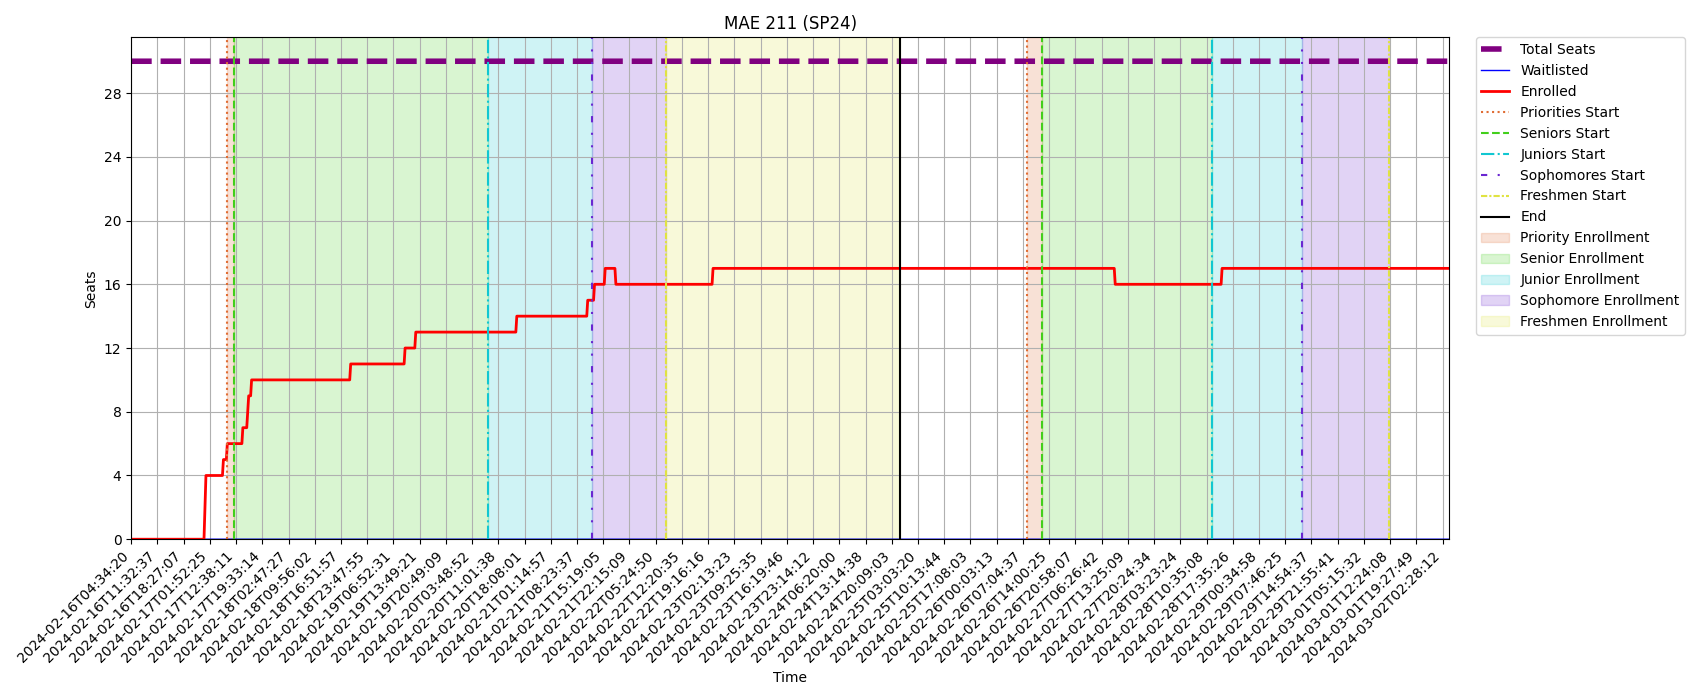 MAE 211 (SP24)
Seats
28
24
20
16
12
8
4
0
2024-02-16T04:34:20
2024-02-16T11:32:37
2024-02-16T18:27:07
2024-02-17T01:52:25
2024-02-17T12:38:11
2024-02-17T19:33:14
2024-02-18T02:47:27
2024-02-18T09:56:02
2024-02-18T16:51:57
2024-02-18T23:47:55
2024-02-19T06:52:31
2024-02-19T13:49:21
2024-02-19T20:49:09
2024-02-20T03:48:52
2024-02-20T11:01:38
2024-02-20T18:08:01
2024-02-21T01:14:57
2024-02-21T08:23:37
2024-02-21T15:19:05
2024-02-21T22:15:09
2024-02-22T05:24:50
2024-02-22T12:20:35
2024-02-22T19:16:16
2024-02-23T02:13:23
2024-02-23T09:25:35
2024-02-23T16:19:46
2024-02-23T23:14:12
2024-02-24T06:20:00
2024-02-24T13:14:38
2024-02-24T20:09:03
2024-02-25T03:03:20
2024-02-25T10:13:44
2024-02-25T17:08:03
2024-02-26T00:03:13
2024-02-26T07:04:37
2024-02-26T14:00:25
2024-02-26T20:58:07
2024-02-27T06:26:42
2024-02-27T13:25:09
2024-02-27T20:24:34
2024-02-28T03:23:24
2024-02-28T10:35:08
2024-02-28T17:35:26
2024-02-29T00:34:58
2024-02-29T07:46:25
2024-02-29T14:54:37
2024-02-29T21:55:41
2024-03-01T05:15:32
2024-03-01T12:24:08
2024-03-01T19:27:49
2024-03-02T02:28:12
Time
Total Seats
Waitlisted
Enrolled
Priorities Start
Seniors Start
Juniors Start
Sophomores Start
Freshmen Start
End
Priority Enrollment
Senior Enrollment
Junior Enrollment
Sophomore Enrollment
Freshmen Enrollment